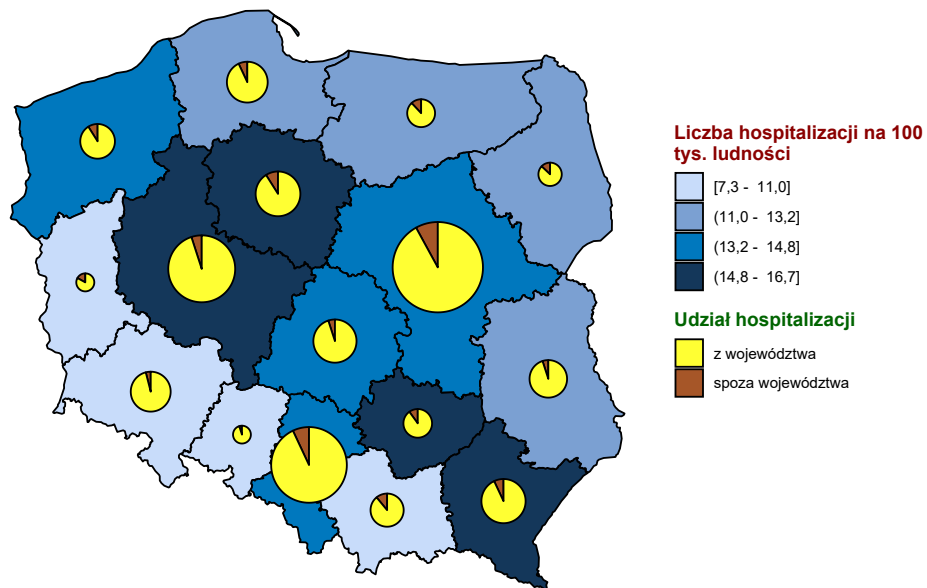 Liczba hospitalizacji na 100
tys. ludności
[7,3 - 11,0]
(11,0 - 13,2]
(13,2 - 14,8]
(14,8 - 16,7]
Udział hospitalizacji
z województwa
spoza województwa